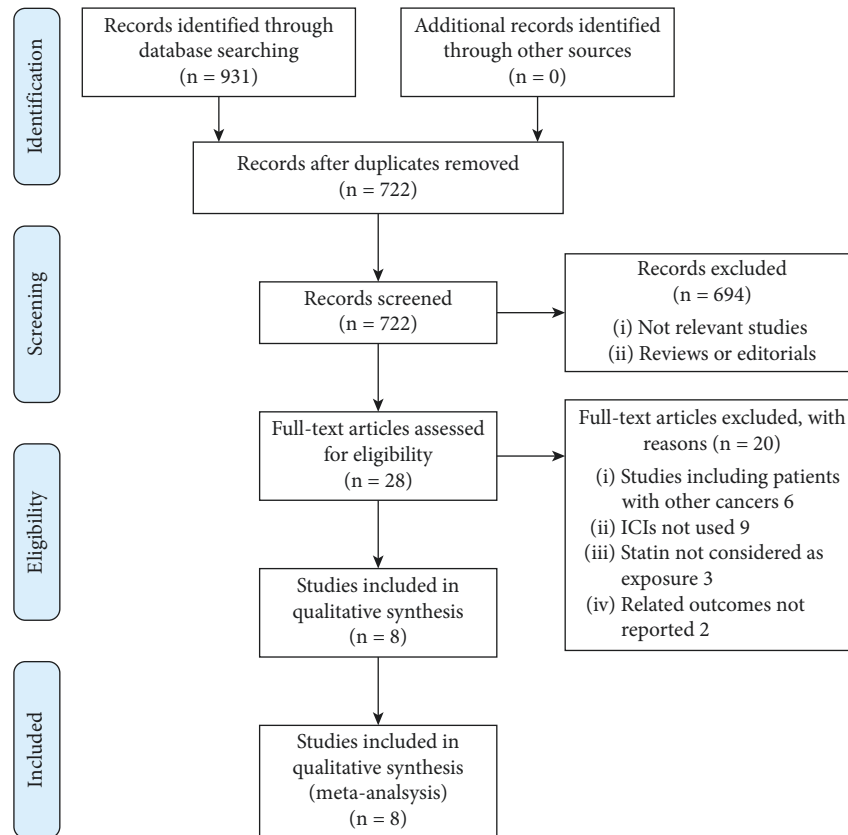 Identification
Records identified through
database searching
(n = 931)
Additional records identified
through other sources
(n = 0)
Records after duplicates removed
(n = 722)
Screening
Records screened
(n = 722)
Records excluded
(n = 694)
(i) Not relevant studies
(ii) Reviews or editorials
Eligibility
Full-text articles assessed
for eligibility
(n = 28)
Full-text articles excluded, with
reasons (n = 20)
(i) Studies including patients
with other cancers 6
(ii) ICIs not used 9
(iii) Statin not considered as
exposure 3
(iv) Related outcomes not
reported 2
Studies included in
qualitative synthesis
(n = 8)
Included
Studies included in
qualitative synthesis
(meta-analsysis)
(n = 8)